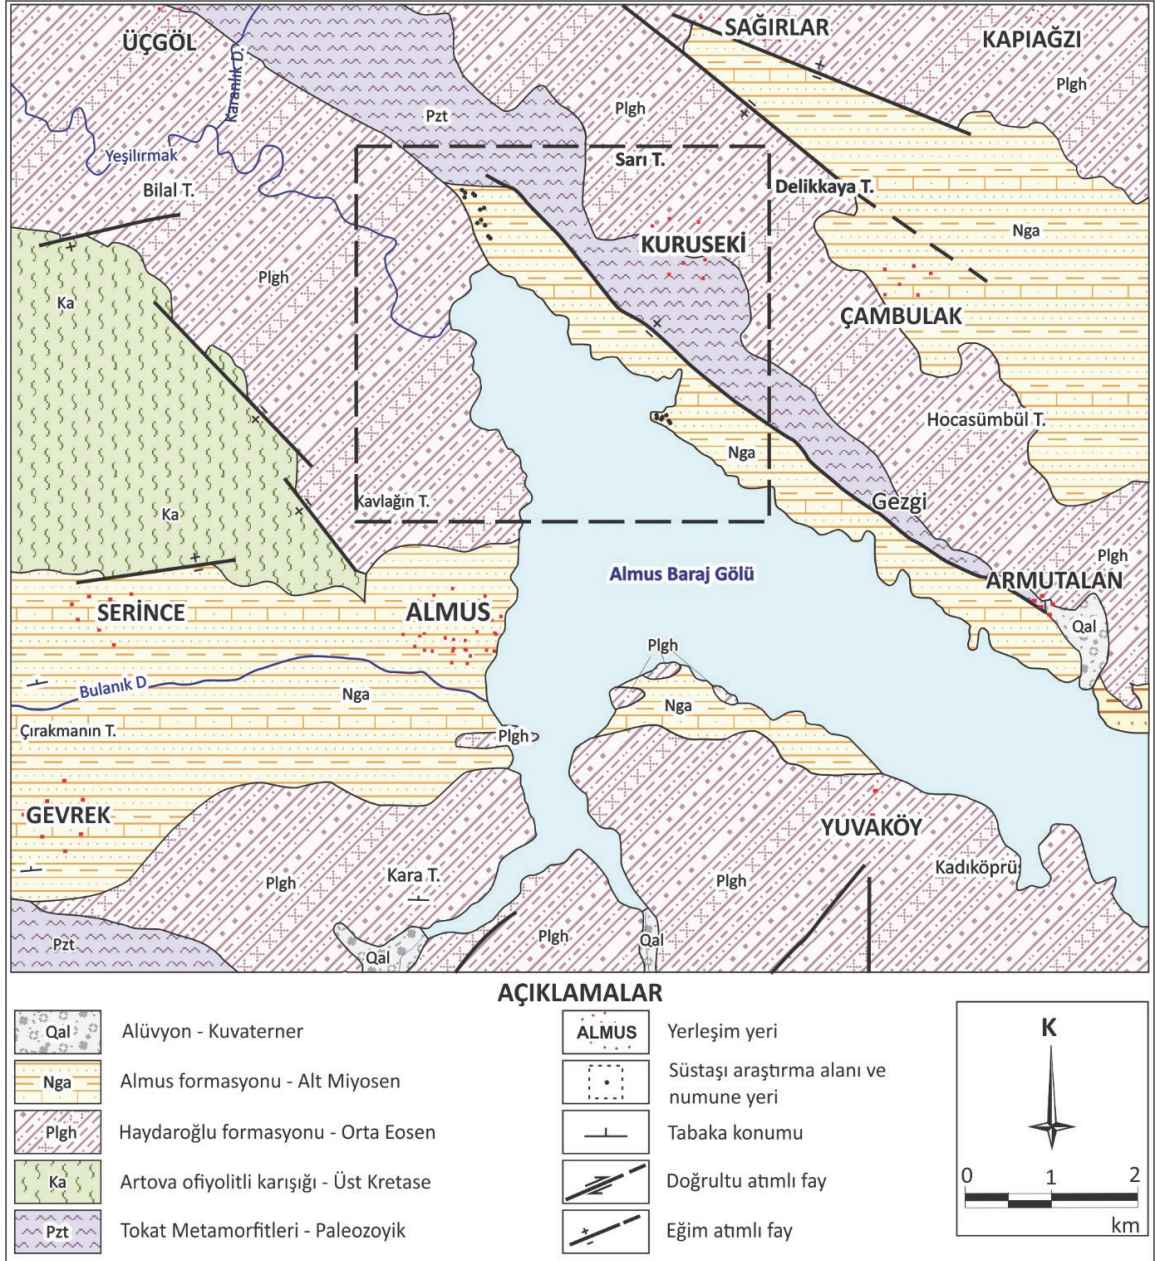 ÜÇGÖL
SAĞIRLAR
KAPIAĞZI
Karanlık D.
Plgh
Plgh
Pzt
Yeşilırmak
Sarı T.
Bilal T.
Delikkaya T.
Nga
KURUSEKİ
Plgh
Ka
ÇAMBULAK
Hocasümbül T.
Nga
Kavlağın T.
Gezgi
Ka
Plgh
Almus Baraj Gölü
ARMUTALAN
SERİNCE
ALMUS
Qal
Plgh
Bulanık D
Nga
Nga
Çırakmanın T.
Plgh
GEVREK
YUVAKÖY
Kara T.
Kadıköprüs
Plgh
Plgh
Plgh
Pzt
Qal
Qal
AÇIKLAMALAR
Qal Alüvyon - Kuvaterner
Nga Almus formasyonu - Alt Miyosen
Plgh Haydaroğlu formasyonu - Orta Eosen
Ka Artova ofiyolitli karışığı - Üst Kretase
Pzt Tokat Metamorfitleri - Paleozoyik
ALMUS Yerleşim yeri
Süstaşı araştırma alanı ve
numune yeri
Tabaka konumu
Doğrultu atımlı fay
Eğim atımlı fay
K
0 1 2
km